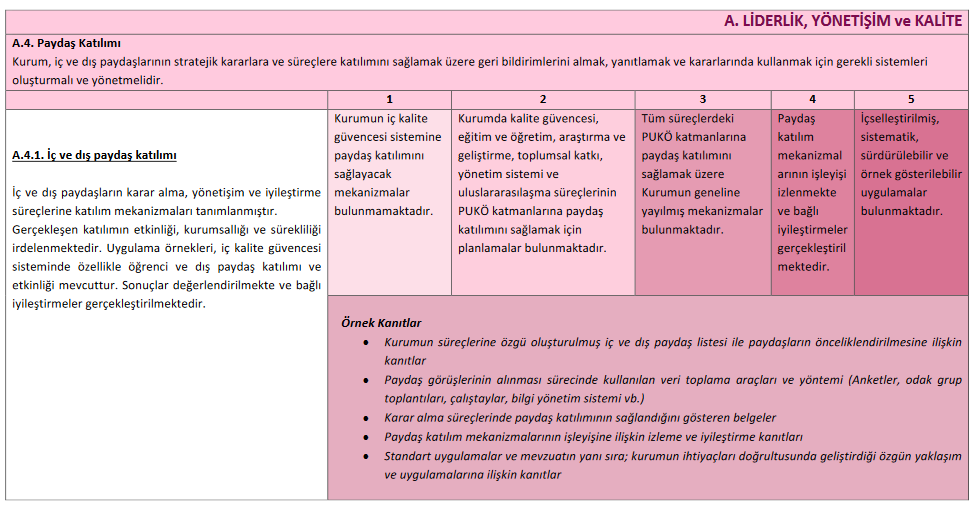 A. LİDERLİK, YÖNETİŞİM ve KALİTE
A.4. Paydaş Katılımı
Kurum, iç ve dış paydaşlarının stratejik kararlara ve süreçlere katılımını sağlamak üzere geri bildirimlerini almak, yanıtlamak ve kararlarında kullanmak için gerekli sistemleri
oluşturmalı ve yönetmelidir.
1
2
3
4
5
A.4.1. İç ve dış paydaş katılımı
İç ve dış paydaşların karar alma, yönetişim ve iyileştirme
süreçlerine katılım mekanizmaları tanımlanmıştır.
Gerçekleşen katılımın etkinliği, kurumsallığı ve sürekliliği
irdelenmektedir. Uygulama örnekleri, iç kalite güvencesi
sisteminde özellikle öğrenci ve dış paydaş katılımı ve
etkinliği mevcuttur. Sonuçlar değerlendirilmekte ve bağlı
iyileştirmeler gerçekleştirilmektedir.
Kurumun iç kalite
güvencesi sistemine
paydaş katılımını
sağlayacak
mekanizmalar
bulunmamaktadır.
Kurumda kalite güvencesi,
eğitim ve öğretim, araştırma ve
geliştirme, toplumsal katkı,
yönetim sistemi ve
uluslararasılaşma süreçlerinin
PUKÖ katmanlarına paydaş
katılımını sağlamak için
planlamalar bulunmaktadır.
Tüm süreçlerdeki
PUKÖ katmanlarına
paydaş katılımını
sağlamak üzere
Kurumun geneline
yayılmış mekanizmalar
bulunmaktadır.
Paydaş
katılım
mekanizmal
arının işleyişi
izlenmekte
ve bağlı
iyileştirmeler
gerçekleştiril
mektedir.
İçselleştirilmiş,
sistematik,
sürdürülebilir ve
örnek gösterilebilir
uygulamalar
bulunmaktadır.
Örnek Kanıtlar
• Kurumun süreçlerine özgü oluşturulmuş iç ve dış paydaş listesi ile paydaşların önceliklendirilmesine ilişkin
kanıtlar
• Paydaş görüşlerinin alınması sürecinde kullanılan veri toplama araçları ve yöntemi (Anketler, odak grup
toplantıları, çalıştaylar, bilgi yönetim sistemi vb.)
• Karar alma süreçlerinde paydaş katılımının sağlandığını gösteren belgeler
• Paydaş katılım mekanizmalarının işleyişine ilişkin izleme ve iyileştirme kanıtları
• Standart uygulamalar ve mevzuatın yanı sıra; kurumun ihtiyaçları doğrultusunda geliştirdiği özgün yaklaşım
ve uygulamalarına ilişkin kanıtlar